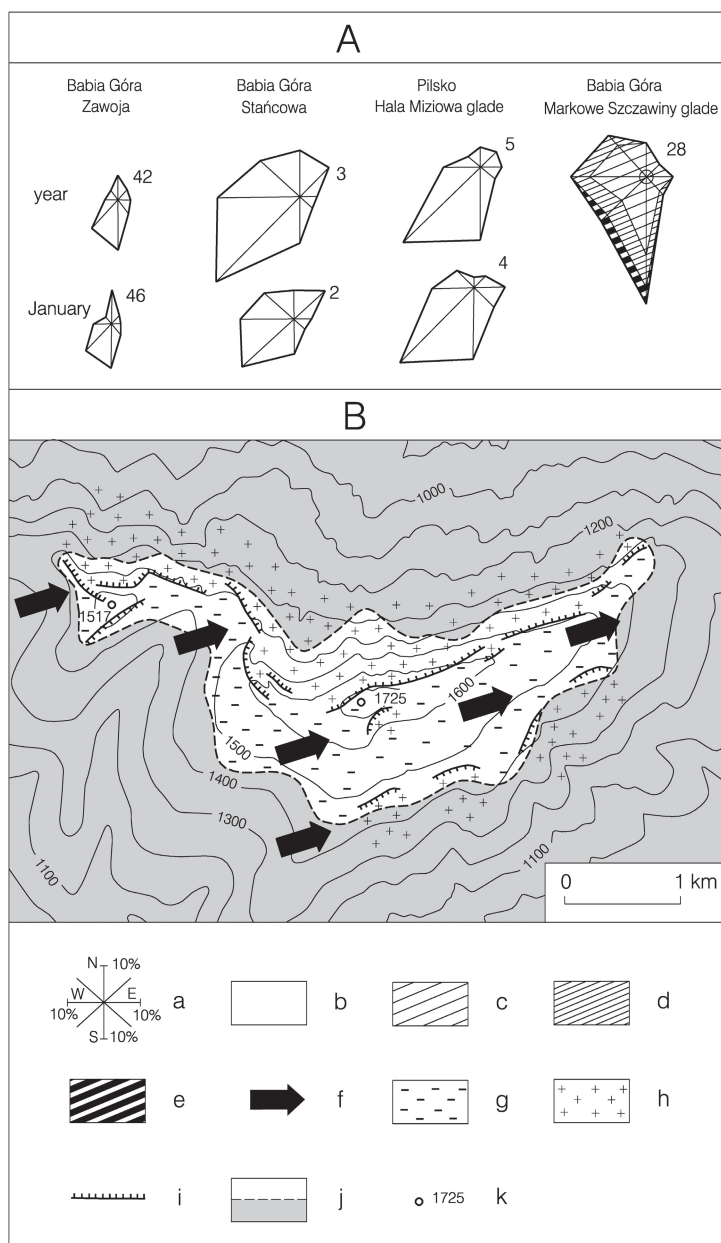 A
Babia Góra
Zawoja
Babia Góra
Stańcowa
Pilsko
Hala Miziowa glade
Babia Góra
Markowe Szczawiny glade
year
42
3
5
28
January
46
2
4
B
1000
1200
1517
1725
1600
1500
1400
1300
1100
1100
0 1 km
N 10%
W E
10% 10%
S 10%
a
b
c
d
e
f
g
h
i
j
1725 k